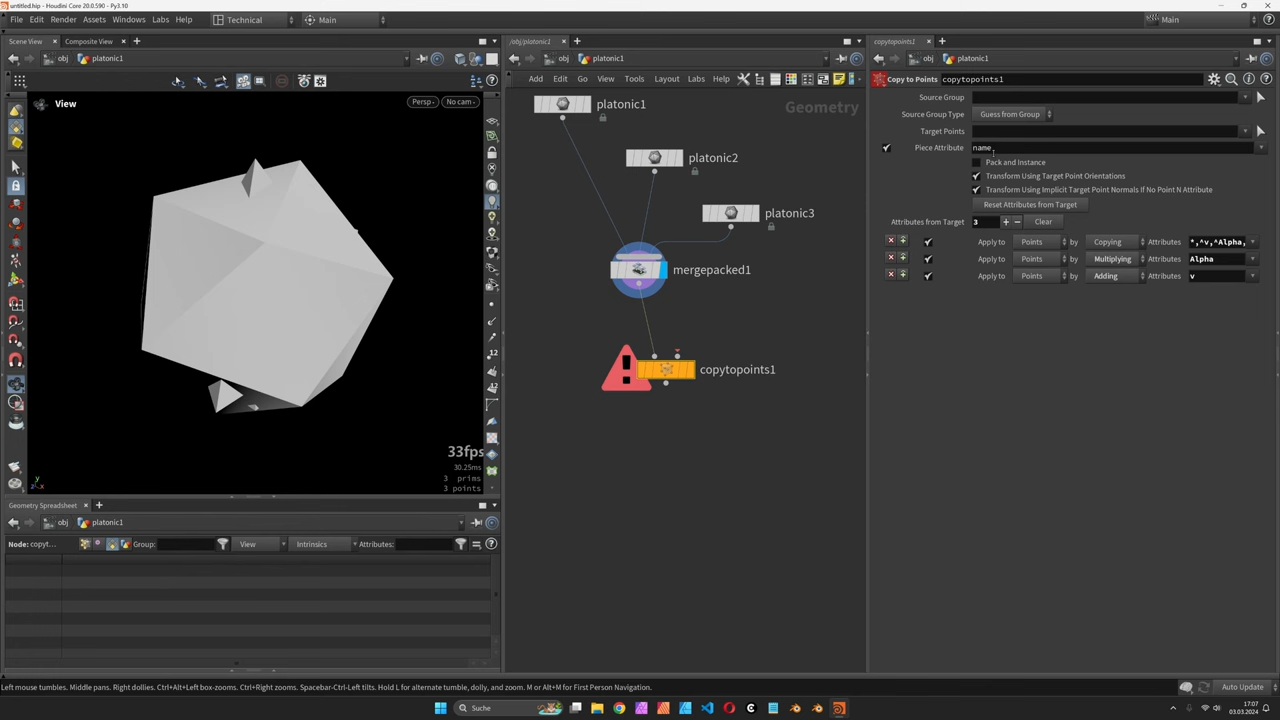 untitled.hip - Houdini Core 20.0.590 - Py3.10
File Edit Render Assets Windows Labs Help Technical Main Main
Scene View Composite View
obj platonic1
View
Persp No cam
33fps
30.25ms
3 prims
3 points
Geometry Spreadsheet
obj platonic1
Node: copyt... Group: View Intrinsics Attributes:
/obj/platonic1
obj platonic1
Add Edit Go View Tools Layout Labs Help
Geometry
platonic1
platonic2
platonic3
mergepacked1
copytopoints1
copytopoints1
obj platonic1
Copy to Points copytopoints1
Source Group
Source Group Type Guess from Group
Target Points
Piece Attribute name
Pack and Instance
Transform Using Target Point Orientations
Transform Using Implicit Target Point Normals If No Point N Attribute
Reset Attributes from Target
Attributes from Target 3 Clear
Apply to Points by Copying Attributes *,^v,^Alpha,
Apply to Points by Multiplying Attributes Alpha
Apply to Points by Adding Attributes v
Left mouse tumbles. Middle pans. Right dollies. Ctrl+Alt+Left box-zooms. Ctrl+Right zooms. Spacebar-Ctrl-Left tilts. Hold L for alternate tumble, dolly, and zoom. M or Alt+M for First Person Navigation.
Auto Update
Suche
17:07
03.03.2024